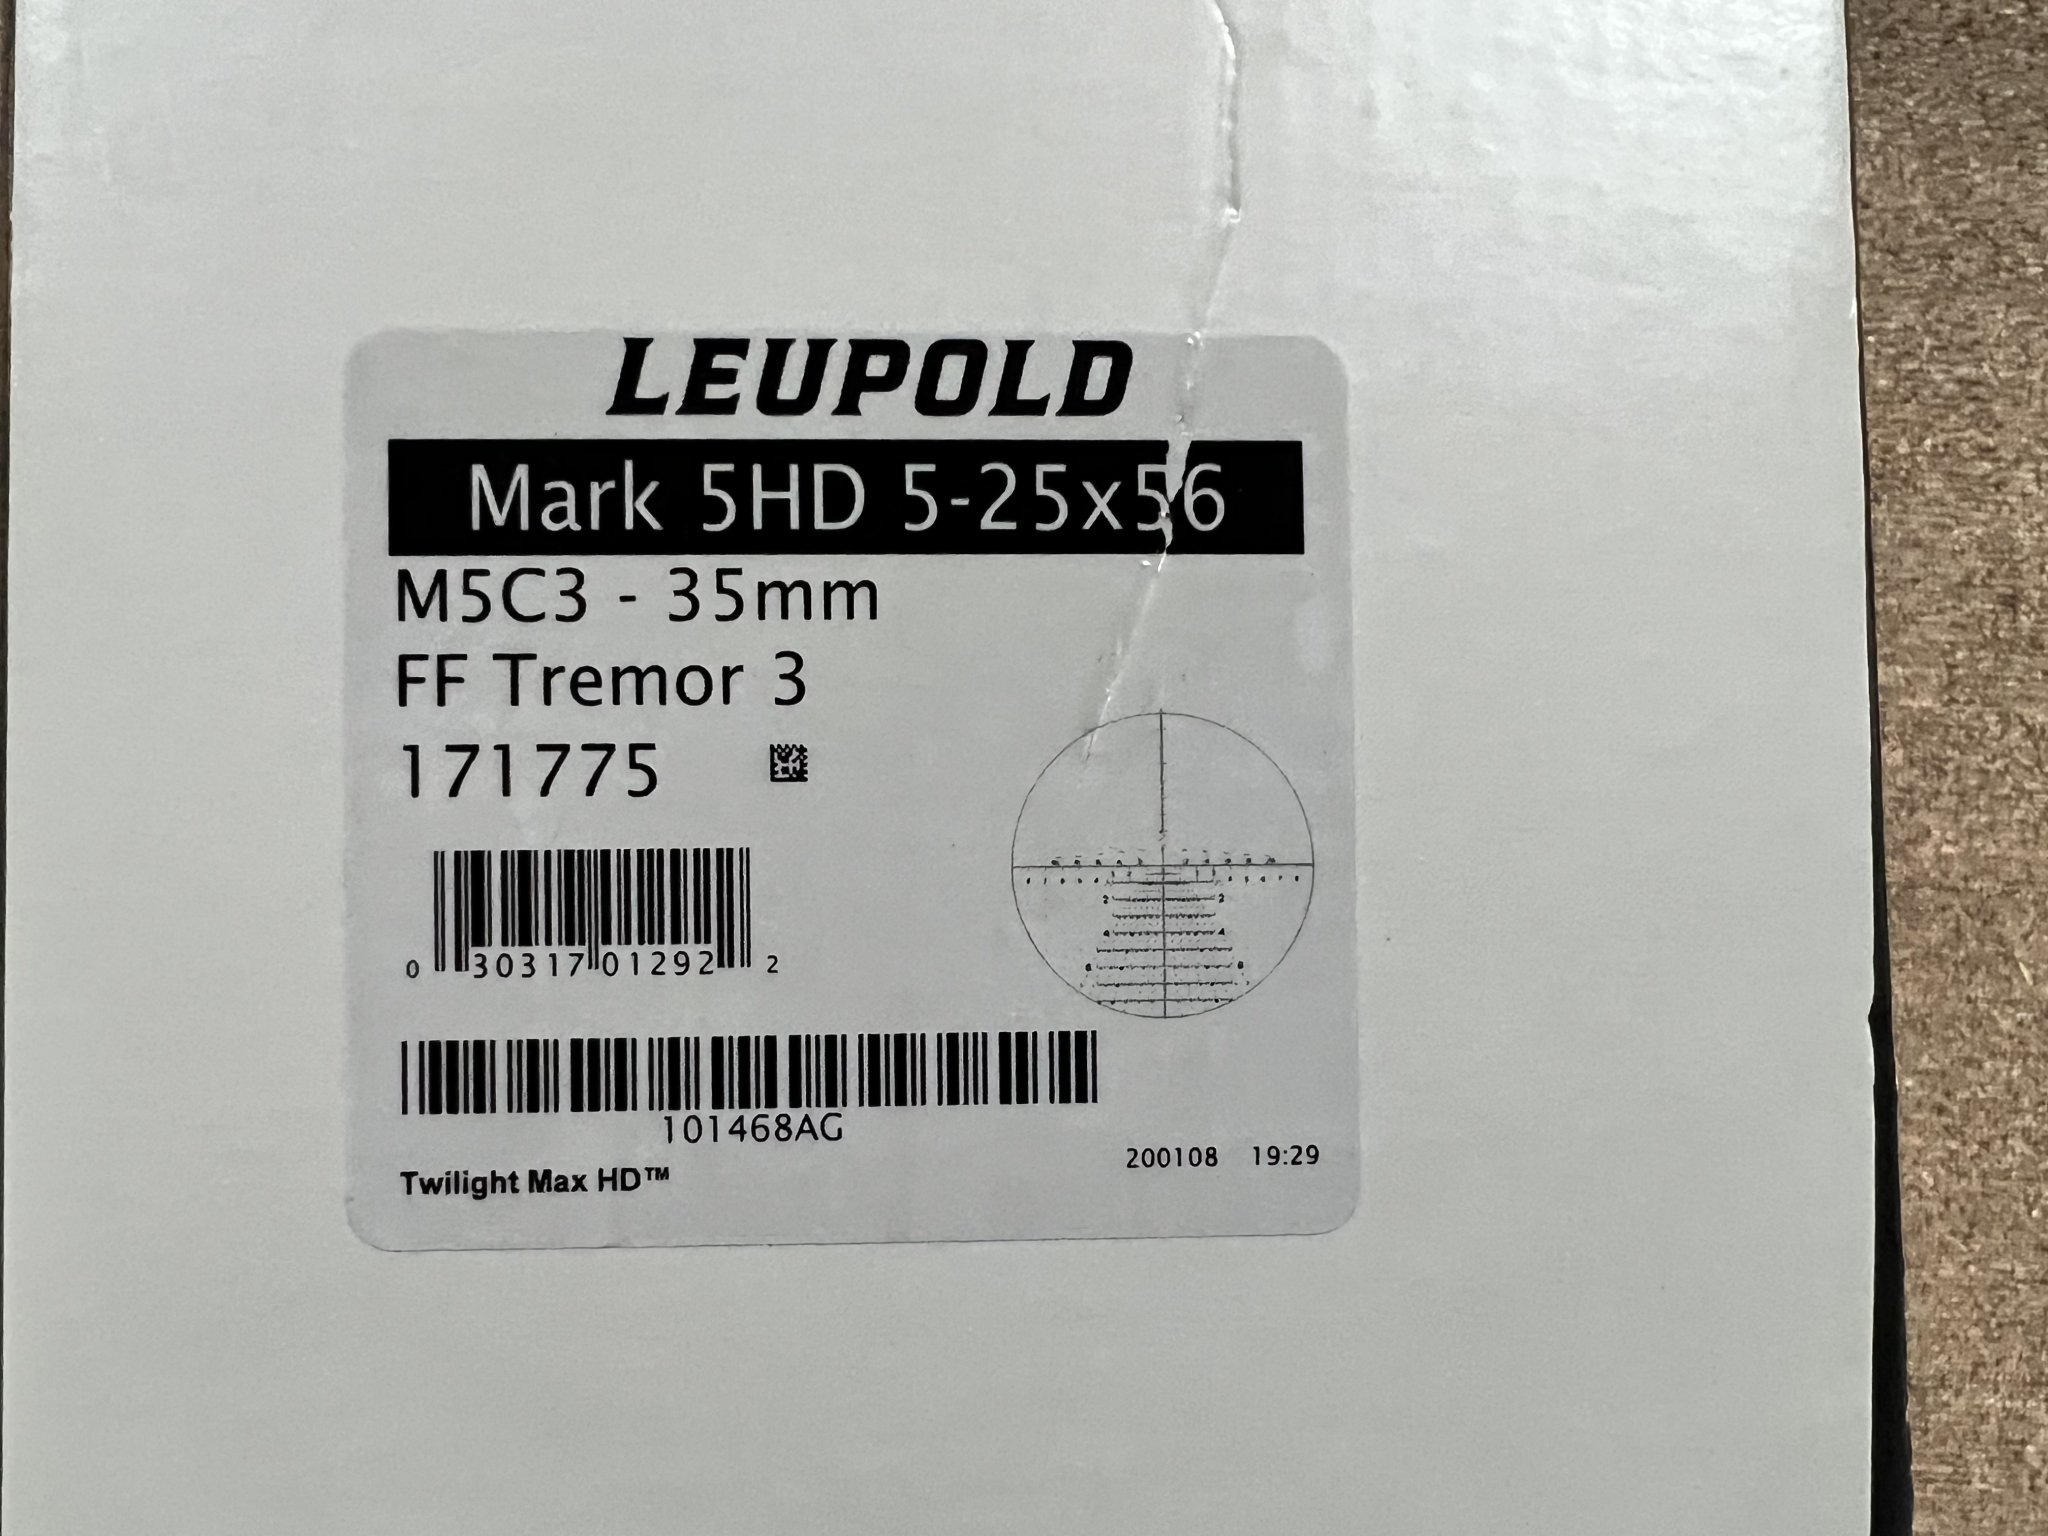 LEUPOLD
Mark 5HD 5-25x56
M5C3 - 35mm
FF Tremor 3
171775
0 30317 01292 2
101468AG
200108 19:29
Twilight Max HD™